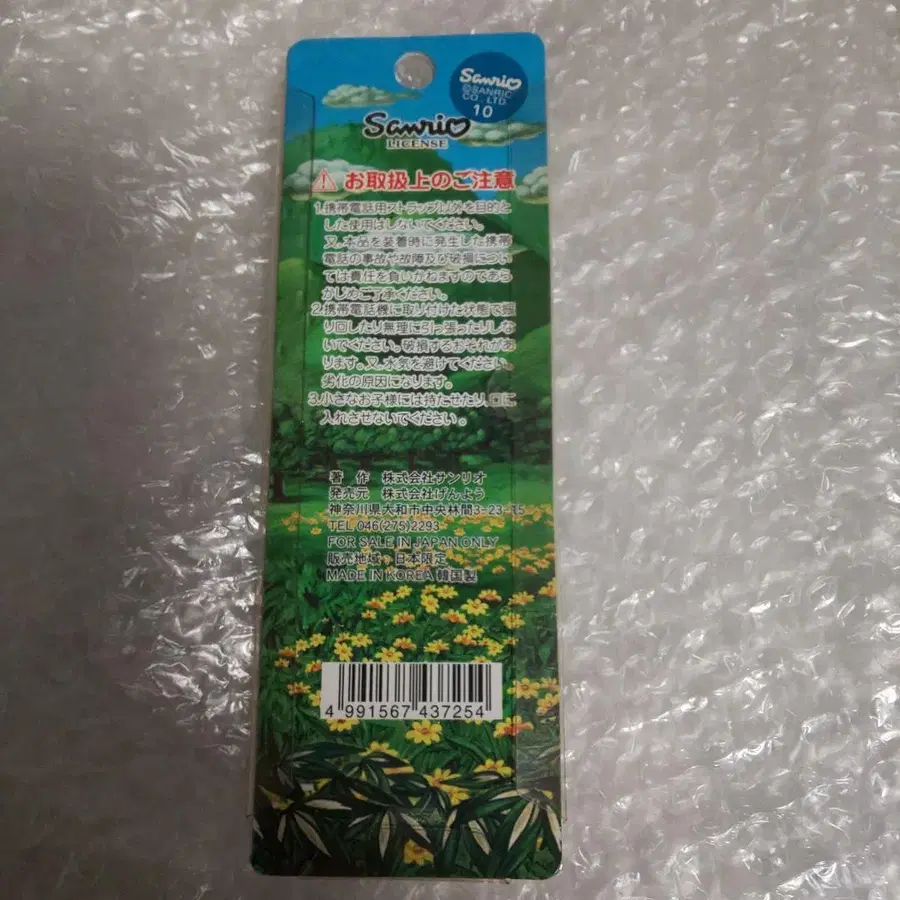 Sanrio
©SANRIO
CO., LTD.
10
Sanrio
LICENSE
お取扱上のご注意
1.携帯電話用ストラップ以外を目的と
した使用はしないでください。
又、本品を装着時に発生した携帯
電話の事故や故障及び破損につい
ては責任を負いかねますのであら
かじめご了承ください。
2.携帯電話機に取り付けた状態で振
り回したり無理に引っ張ったりしな
いでください。破損するおそれがあ
ります。又、水気を避けてください。
劣化の原因になります。
3.小さなお子様には持たせたり、口に
入れさせないでください。
著 作 株式会社サンリオ
発売元 株式会社げんよう
神奈川県大和市中央林間3-23-15
TEL 046(275)2293
FOR SALE IN JAPAN ONLY
販売地域:日本限定
MADE IN KOREA 韓国製
4 991567 437254